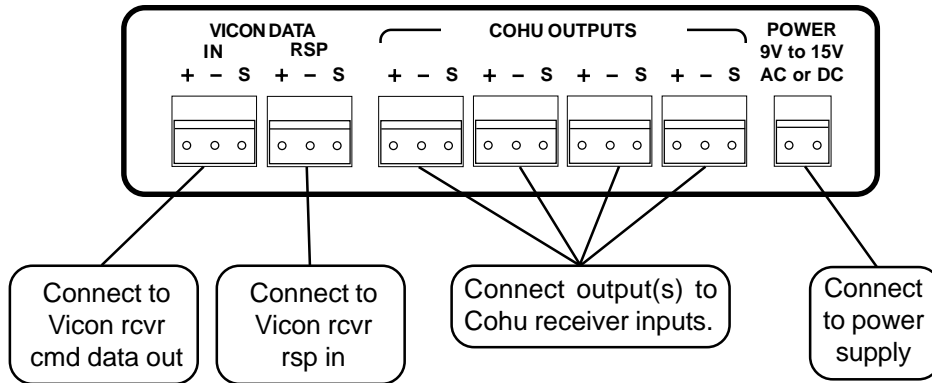 VICON DATA
IN RSP
+ – S + – S
COHU OUTPUTS
+ – S + – S + – S + – S
POWER
9V to 15V
AC or DC
Connect to
Vicon rcvr
cmd data out
Connect to
Vicon rcvr
rsp in
Connect output(s) to
Cohu receiver inputs.
Connect
to power
supply